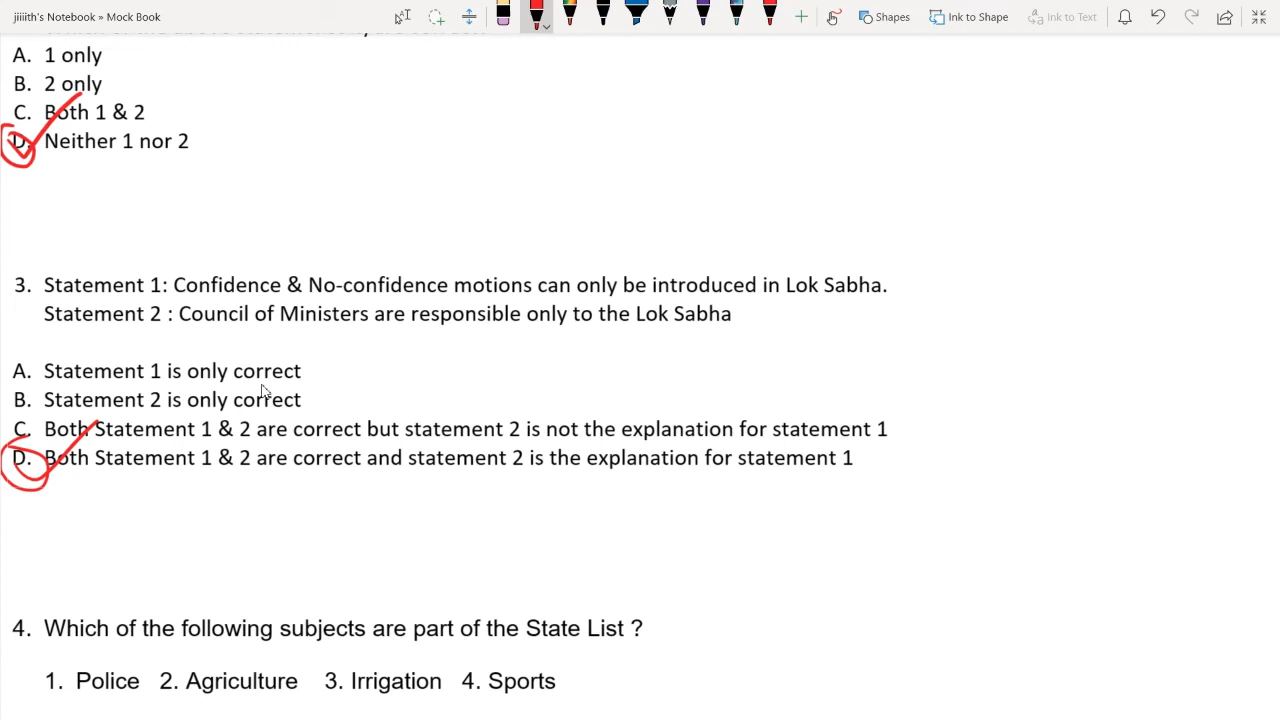 jiiiith's Notebook » Mock Book
Shapes
Ink to Shape
Ink to Text
A. 1 only
B. 2 only
C. Both 1 & 2
D. Neither 1 nor 2
3. Statement 1: Confidence & No-confidence motions can only be introduced in Lok Sabha.
Statement 2 : Council of Ministers are responsible only to the Lok Sabha
A. Statement 1 is only correct
B. Statement 2 is only correct
C. Both Statement 1 & 2 are correct but statement 2 is not the explanation for statement 1
D. Both Statement 1 & 2 are correct and statement 2 is the explanation for statement 1
4. Which of the following subjects are part of the State List ?
1. Police 2. Agriculture 3. Irrigation 4. Sports